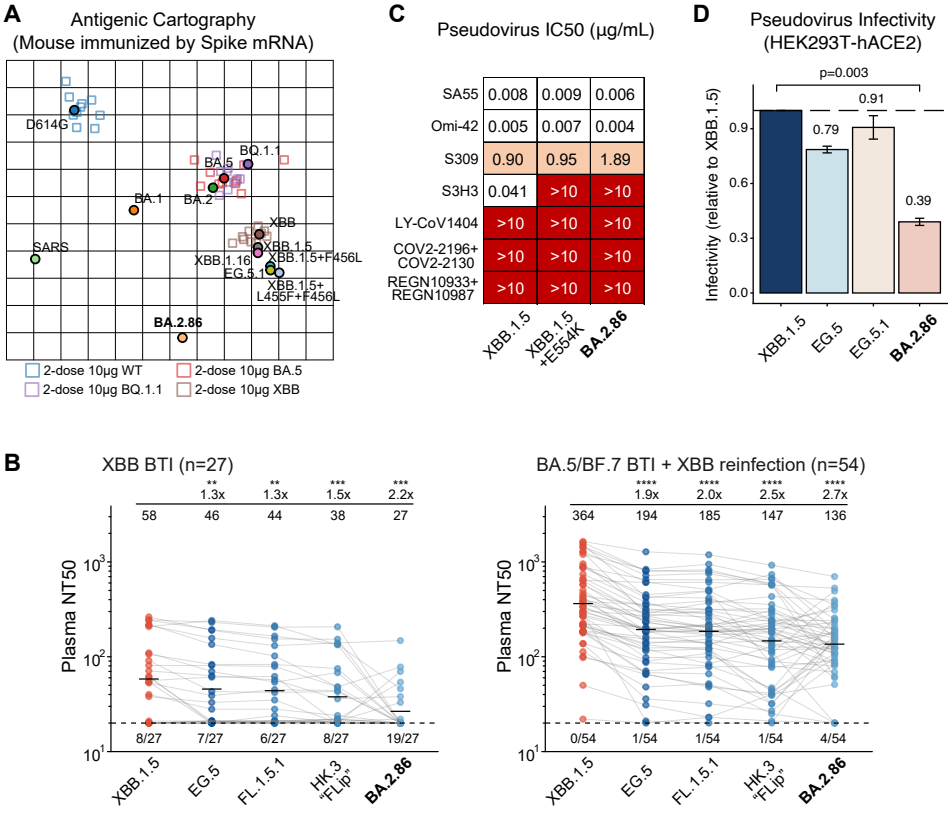 A
Antigenic Cartography
(Mouse immunized by Spike mRNA)
D614G
BQ.1.1
BA.5
BA.2
BA.1
XBB
SARS
XBB.1.5
XBB.1.16
XBB.1.5+F456L
EG.5.1
XBB.1.5+
L455F+F456L
BA.2.86
2-dose 10μg WT
2-dose 10μg BA.5
2-dose 10μg BQ.1.1
2-dose 10μg XBB
C
Pseudovirus IC50 (μg/mL)
SA55 0.008 0.009 0.006
Omi-42 0.005 0.007 0.004
S309 0.90 0.95 1.89
S3H3 0.041 >10 >10
LY-CoV1404 >10 >10 >10
COV2-2196+
COV2-2130 >10 >10 >10
REGN10933+
REGN10987 >10 >10 >10
XBB.1.5
XBB.1.5
+E554K
BA.2.86
D
Pseudovirus Infectivity
(HEK293T-hACE2)
p=0.003
0.79
0.91
0.39
Infectivity (relative to XBB.1.5)
0.9
0.6
0.3
0.0
XBB.1.5
EG.5
EG.5.1
BA.2.86
B
XBB BTI (n=27)
** ** *** ***
1.3x 1.3x 1.5x 2.2x
58 46 44 38 27
Plasma NT50
10³
10²
10¹
8/27 7/27 6/27 8/27 19/27
XBB.1.5
EG.5
FL.1.5.1
HK.3
"FLip"
BA.2.86
BA.5/BF.7 BTI + XBB reinfection (n=54)
**** **** **** ****
1.9x 2.0x 2.5x 2.7x
364 194 185 147 136
Plasma NT50
10³
10²
10¹
0/54 1/54 1/54 1/54 4/54
XBB.1.5
EG.5
FL.1.5.1
HK.3
"FLip"
BA.2.86